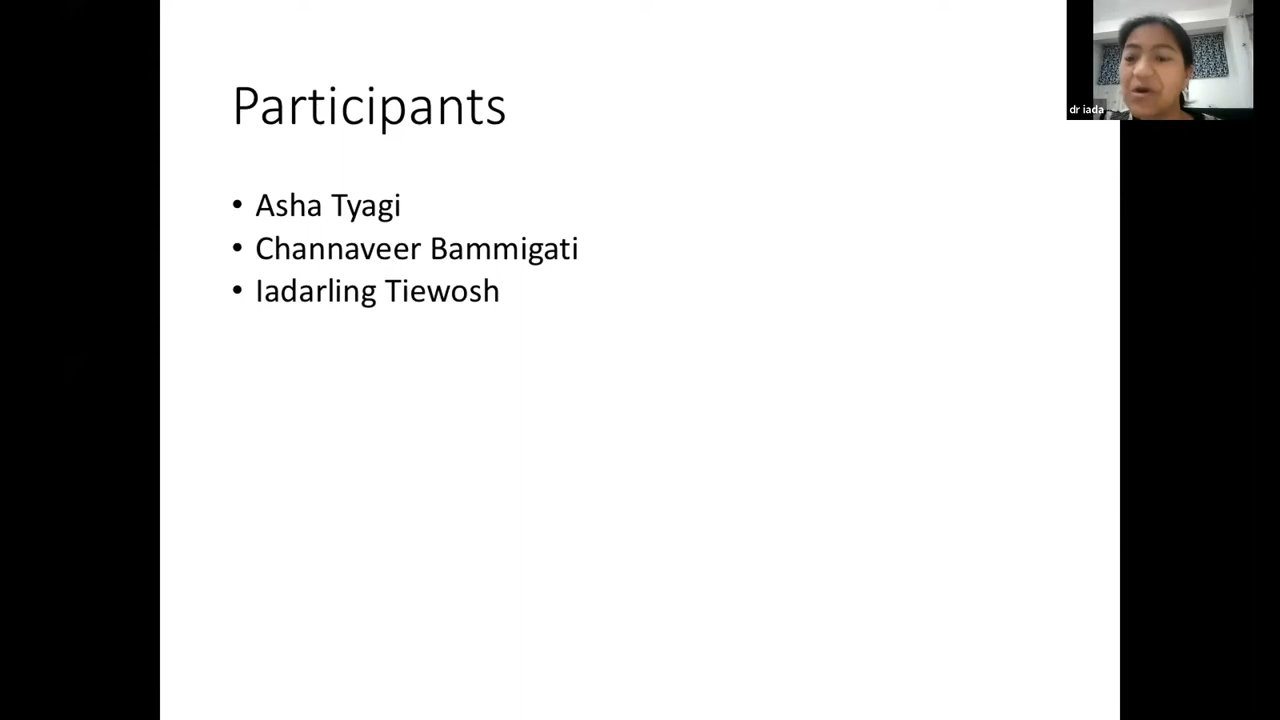 Participants
• Asha Tyagi
• Channaveer Bammigati
• Iadarling Tiewosh
dr iada